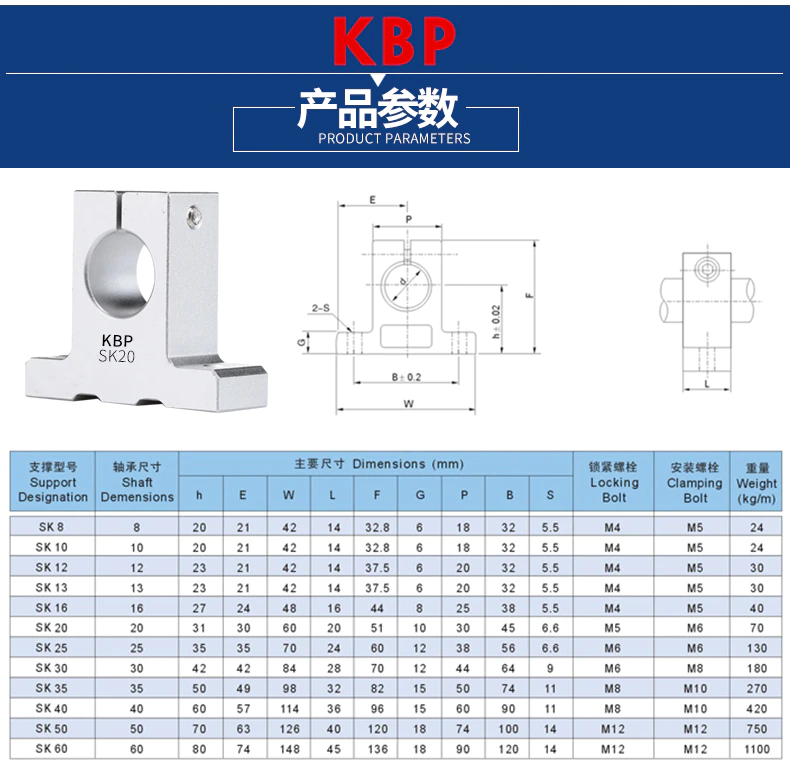 KBP
产品参数
PRODUCT PARAMETERS
KBP
SK20
E
P
d
F
2-S
h±0.02
G
B±0.2
W
L
支撑型号 Support Designation 轴承尺寸 Shaft Demensions 主要尺寸 Dimensions (mm) 锁紧螺栓 Locking Bolt 安装螺栓 Clamping Bolt 重量 Weight (kg/m)
h E W L F G P B S
SK 8 8 20 21 42 14 32.8 6 18 32 5.5 M4 M5 24
SK 10 10 20 21 42 14 32.8 6 18 32 5.5 M4 M5 24
SK 12 12 23 21 42 14 37.5 6 20 32 5.5 M4 M5 30
SK 13 13 23 21 42 14 37.5 6 20 32 5.5 M4 M5 30
SK 16 16 27 24 48 16 44 8 25 38 5.5 M4 M5 40
SK 20 20 31 30 60 20 51 10 30 45 6.6 M5 M6 70
SK 25 25 35 35 70 24 60 12 38 56 6.6 M6 M6 130
SK 30 30 42 42 84 28 70 12 44 64 9 M6 M8 180
SK 35 35 50 49 98 32 82 15 50 74 11 M8 M10 270
SK 40 40 60 57 114 36 96 15 60 90 11 M8 M10 420
SK 50 50 70 63 126 40 120 18 74 100 14 M12 M12 750
SK 60 60 80 74 148 45 136 18 90 120 14 M12 M12 1100